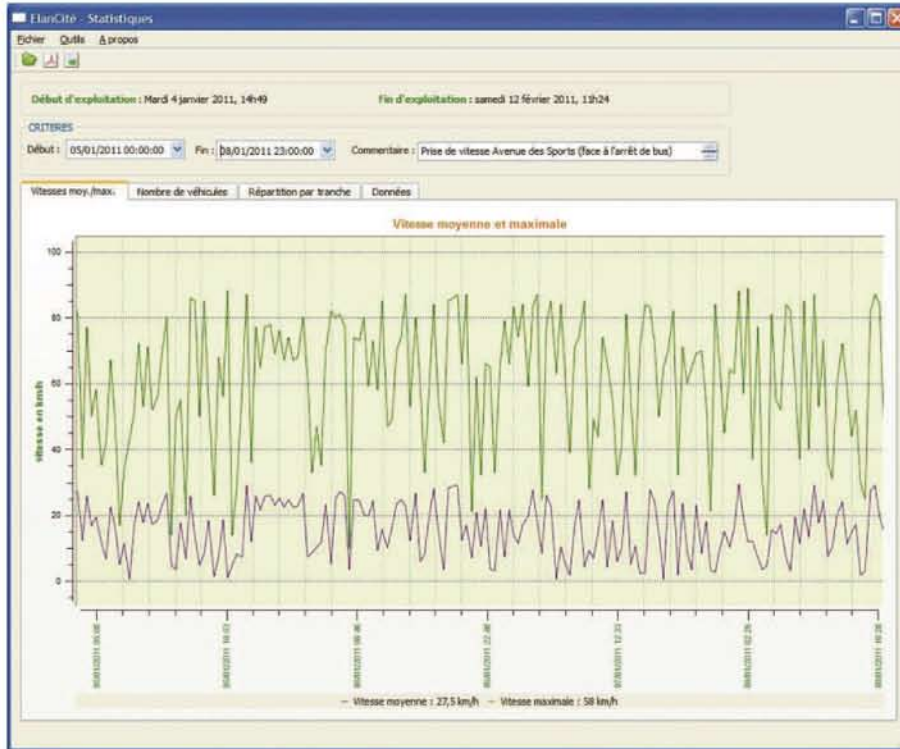 ElanCité - Statistiques
Fichier Outils A propos
Début d'exploitation : Mardi 4 janvier 2011, 14h49 Fin d'exploitation : samedi 12 février 2011, 11h24
CRITERES
Début : 05/01/2011 00:00:00 Fin : 08/01/2011 23:00:00 Commentaire : Prise de vitesse Avenue des Sports (face à l'arrêt de bus)
Vitesses moy./max. Nombre de véhicules Répartition par tranche Données
Vitesse moyenne et maximale
100
80
60
40
20
0
vitesse en km/h
Vitesse moyenne : 27,5 km/h Vitesse maximale : 58 km/h